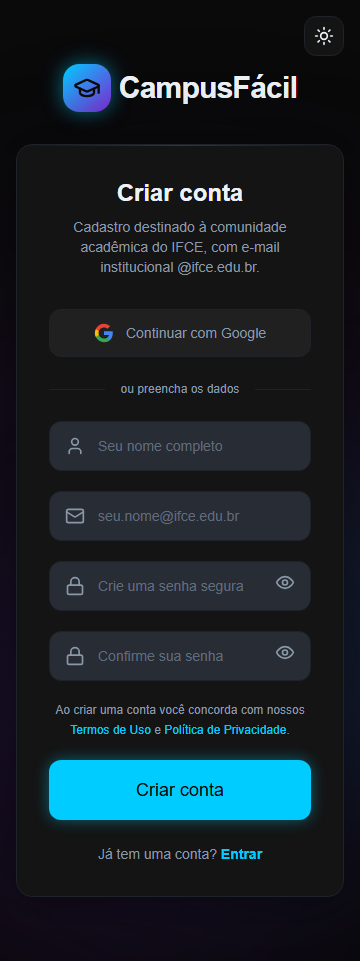 CampusFácil
Criar conta
Cadastro destinado à comunidade
acadêmica do IFCE, com e-mail
institucional @ifce.edu.br.
Continuar com Google
ou preencha os dados
Seu nome completo
seu.nome@ifce.edu.br
Crie uma senha segura
Confirme sua senha
Ao criar uma conta você concorda com nossos
Termos de Uso e Política de Privacidade.
Criar conta
Já tem uma conta? Entrar